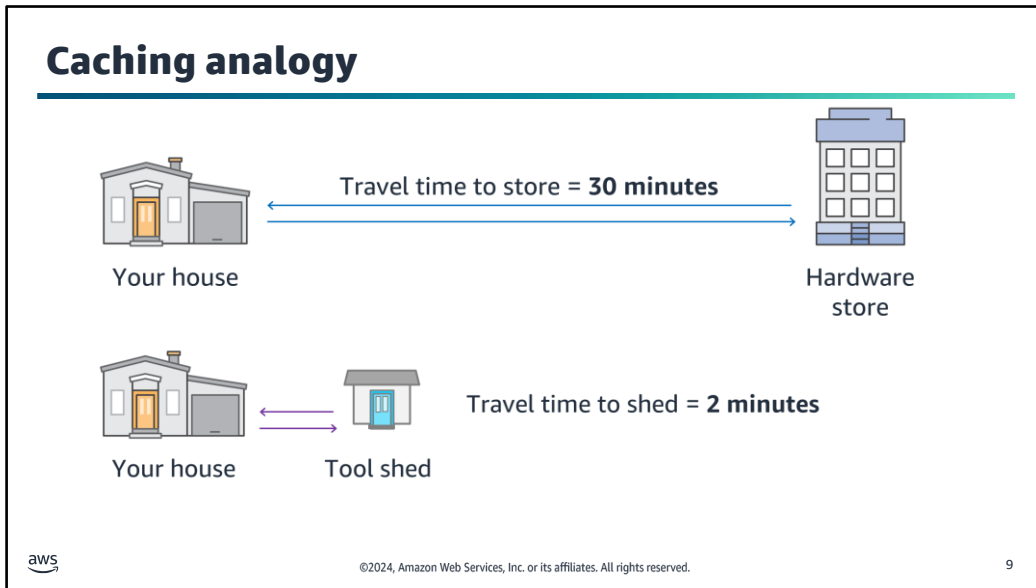 Caching analogy
Travel time to store = 30 minutes
Your house
Hardware
store
Travel time to shed = 2 minutes
Your house
Tool shed
aws
©2024, Amazon Web Services, Inc. or its affiliates. All rights reserved.
9